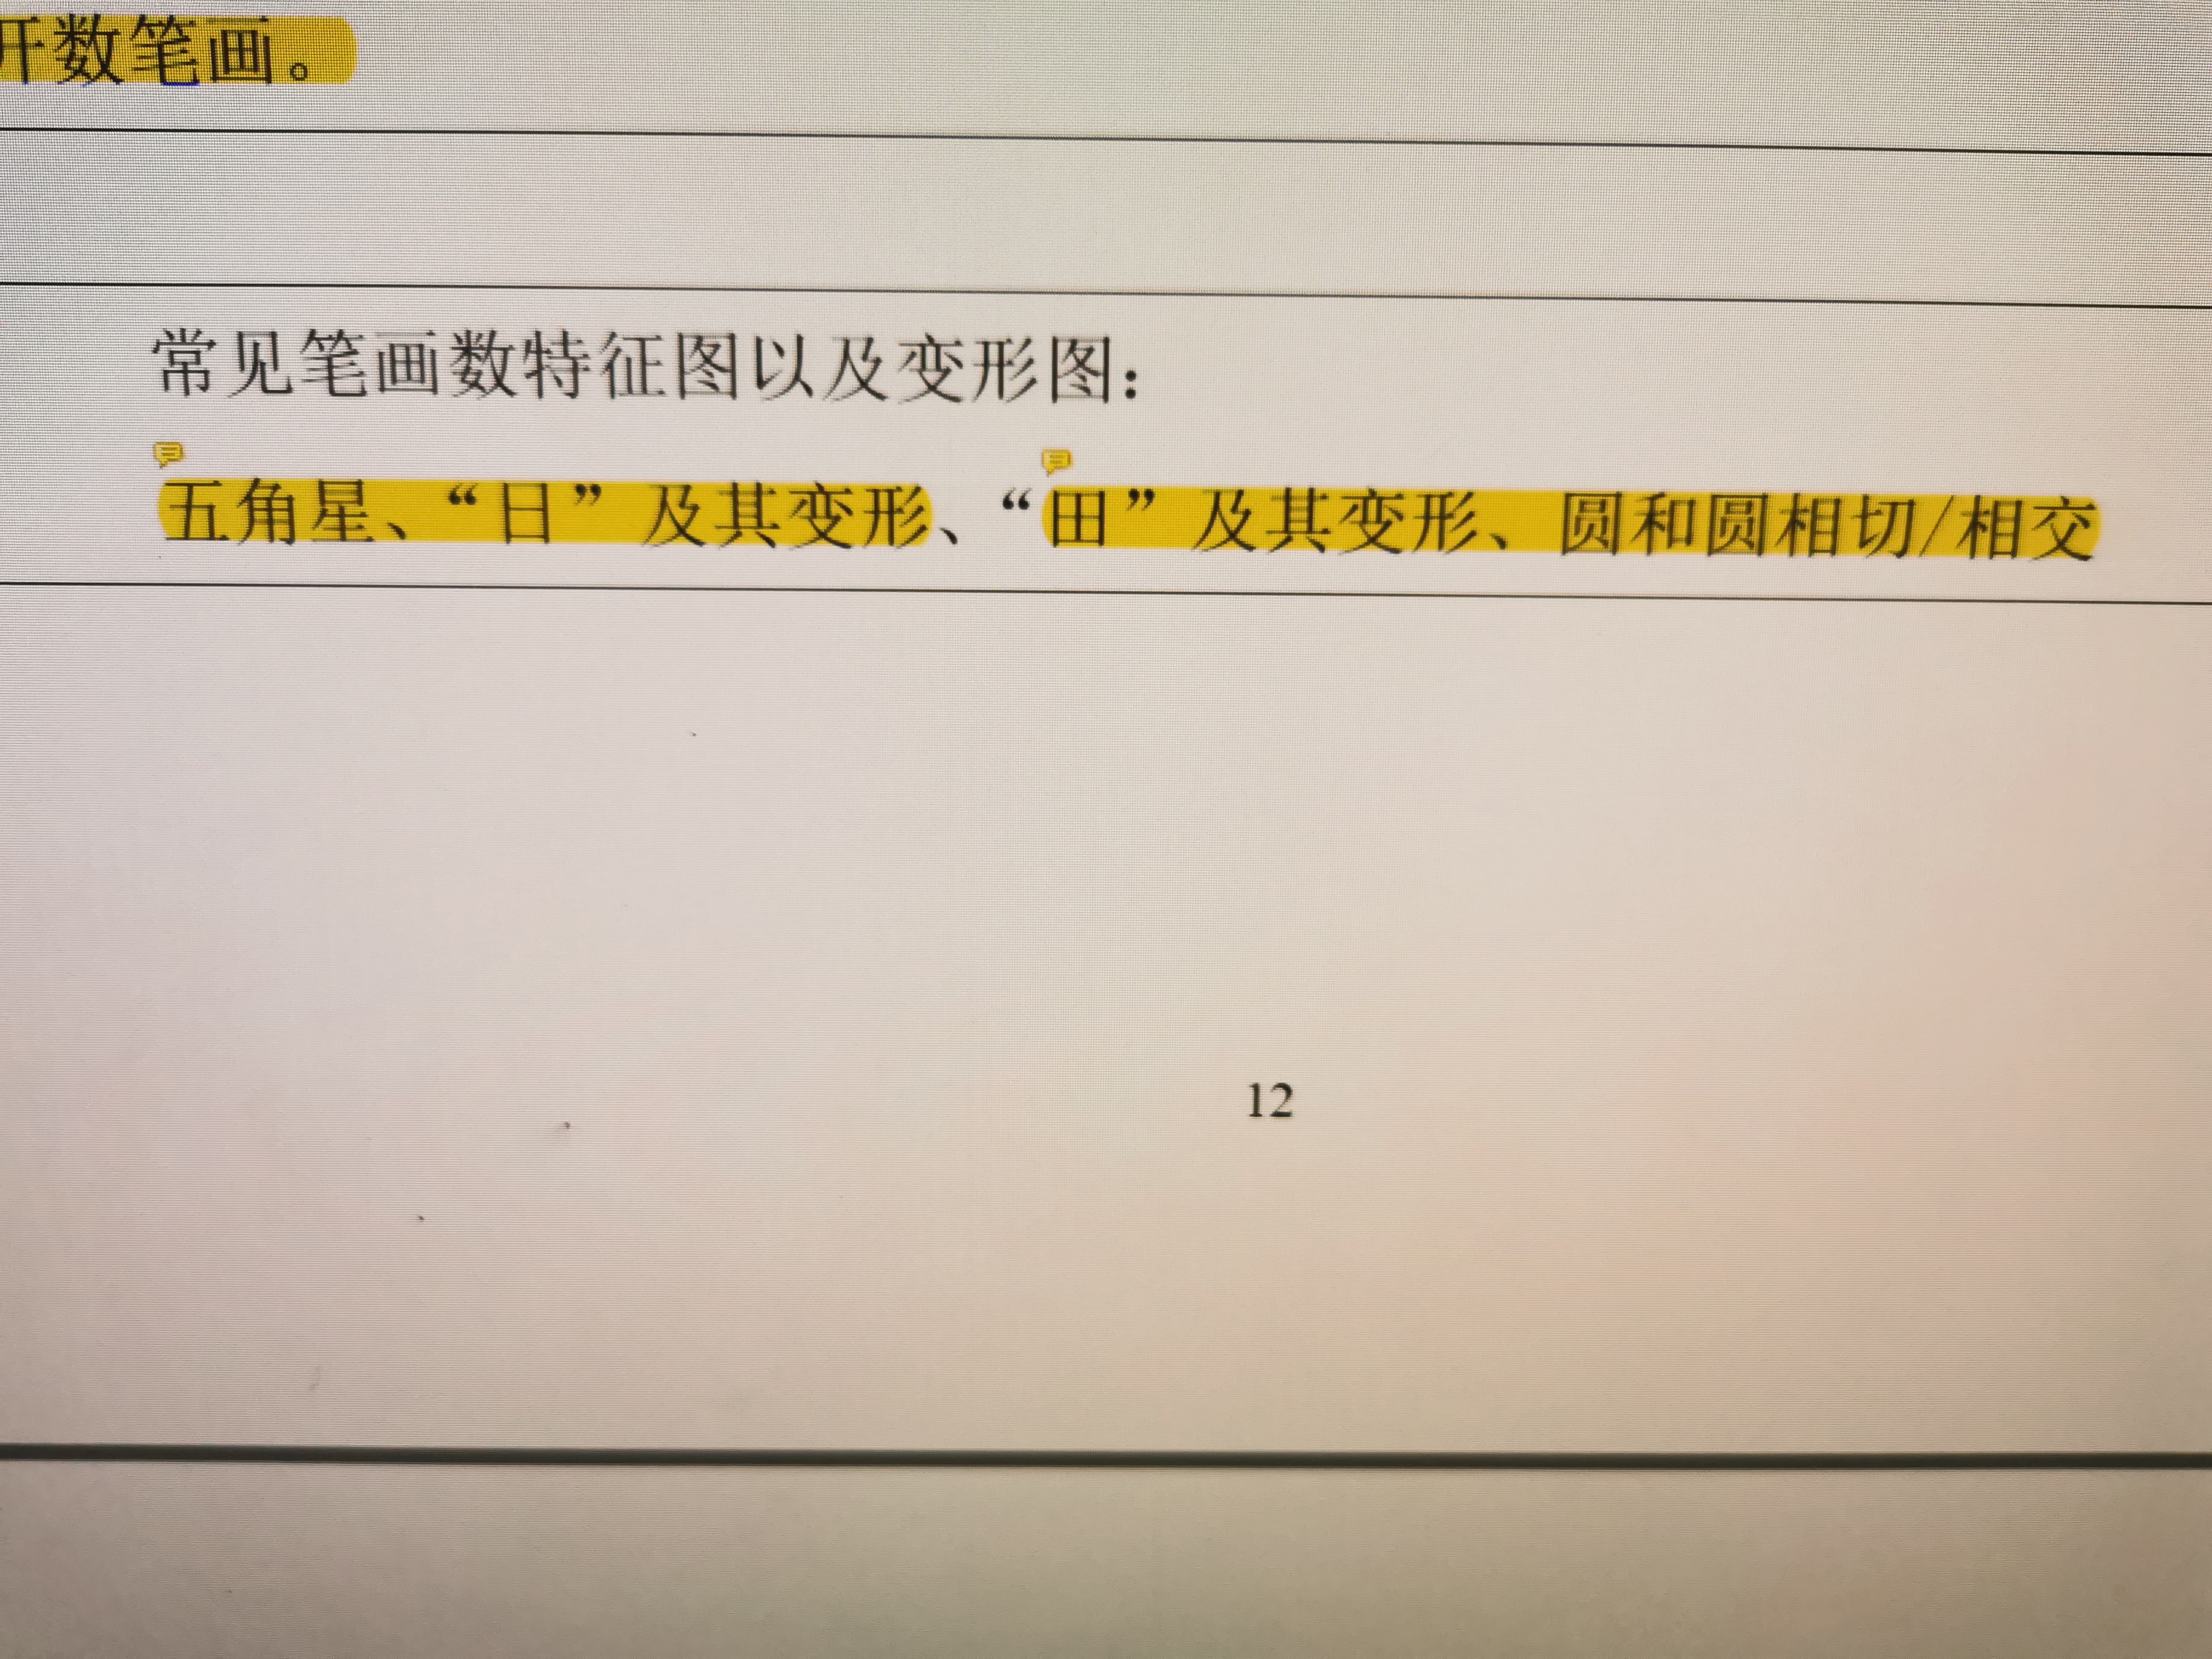 开数笔画。
常见笔画数特征图以及变形图：
五角星、“日”及其变形、“田”及其变形、圆和圆相切/相交
12